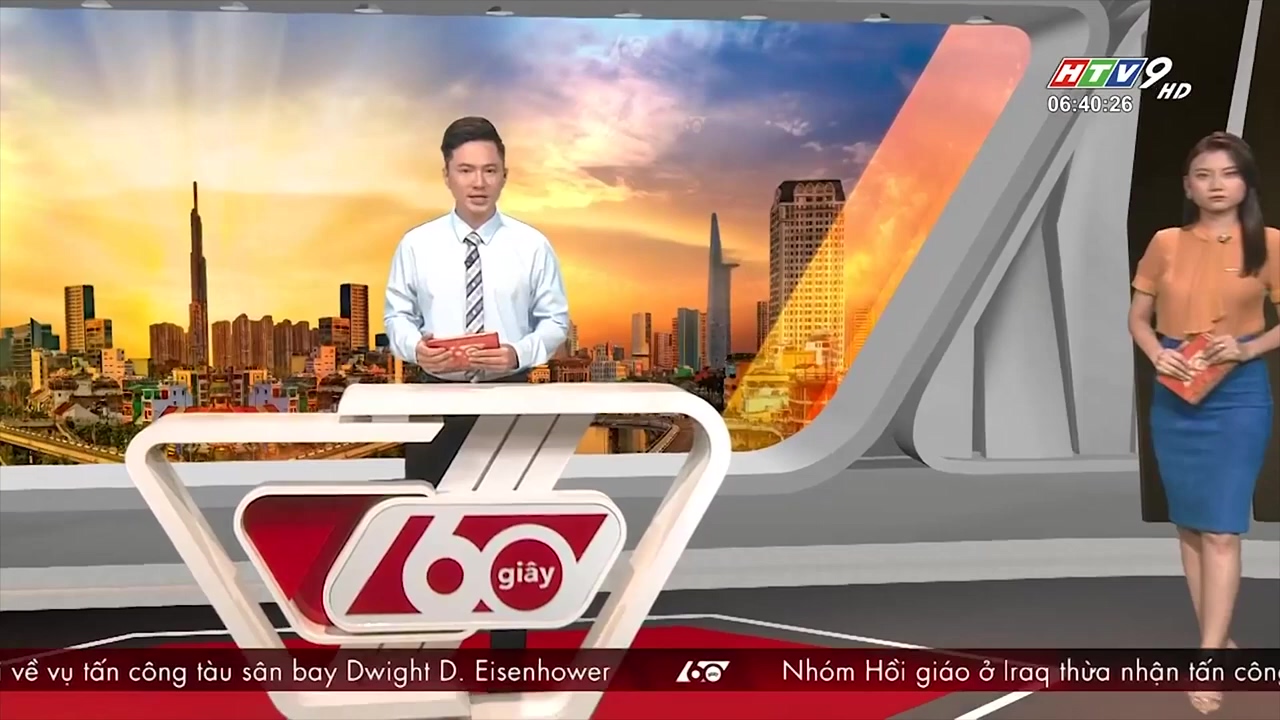 HTV9 HD
06:40:26
60 giây
về vụ tấn công tàu sân bay Dwight D. Eisenhower
60 giây
Nhóm Hồi giáo ở Iraq thừa nhận tấn công